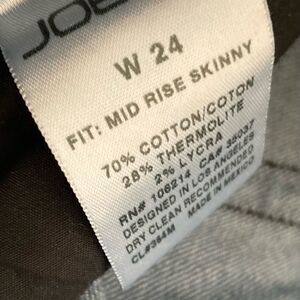 JOE
W 24
FIT: MID RISE SKINNY
70% COTTON/COTON
28% THERMOLITE
2% LYCRA
RN# 106214 CA# 35037
DESIGNED IN LOS ANGELES
DRY CLEAN RECOMMENDED
CL#364M MADE IN MEXICO